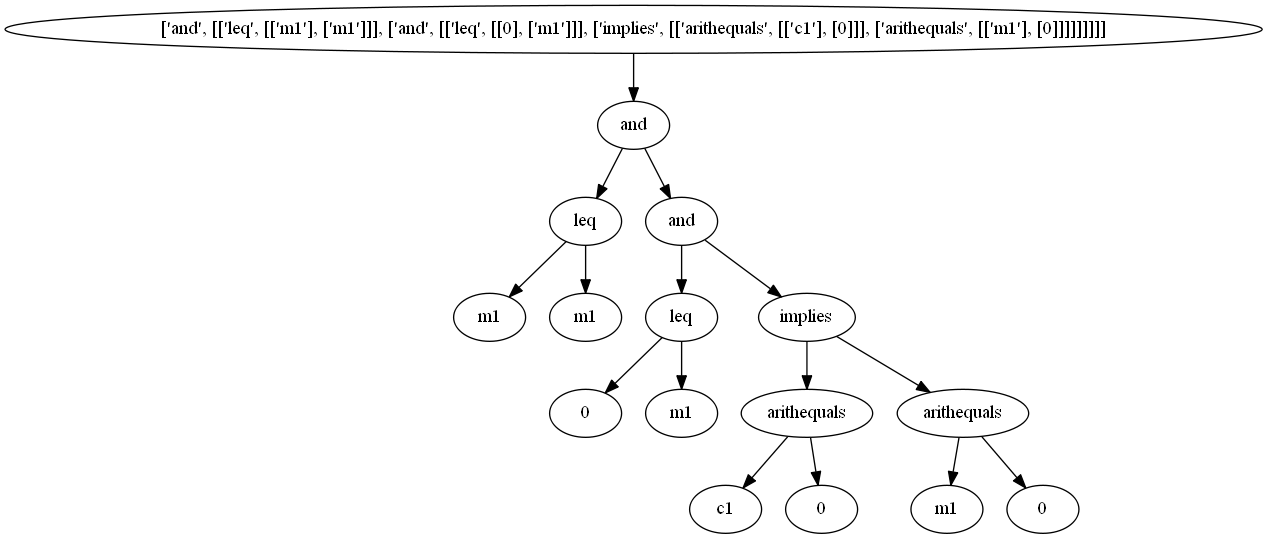 ['and', [['leq', [['m1'], ['m1']]], ['and', [['leq', [[0], ['m1']]], ['implies', [['arithequals', [['c1'], [0]]], ['arithequals', [['m1'], [0]]]]]]]]]
and
leq and
m1 m1 leq implies
0 m1 arithequals arithequals
c1 0 m1 0